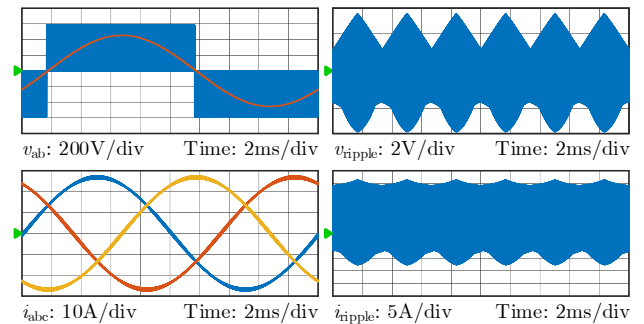 v_ab: 200V/div Time: 2ms/div
v_ripple: 2V/div Time: 2ms/div
i_abc: 10A/div Time: 2ms/div
i_ripple: 5A/div Time: 2ms/div